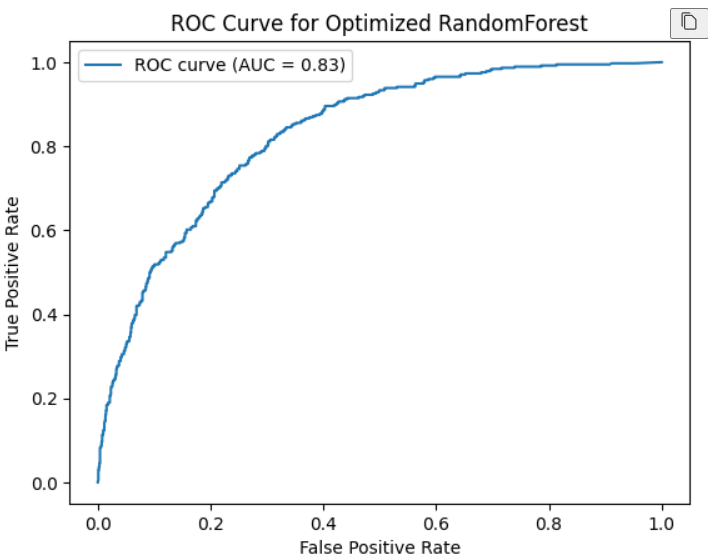 ROC Curve for Optimized RandomForest
ROC curve (AUC = 0.83)
True Positive Rate
1.0
0.8
0.6
0.4
0.2
0.0
0.0 0.2 0.4 0.6 0.8 1.0
False Positive Rate